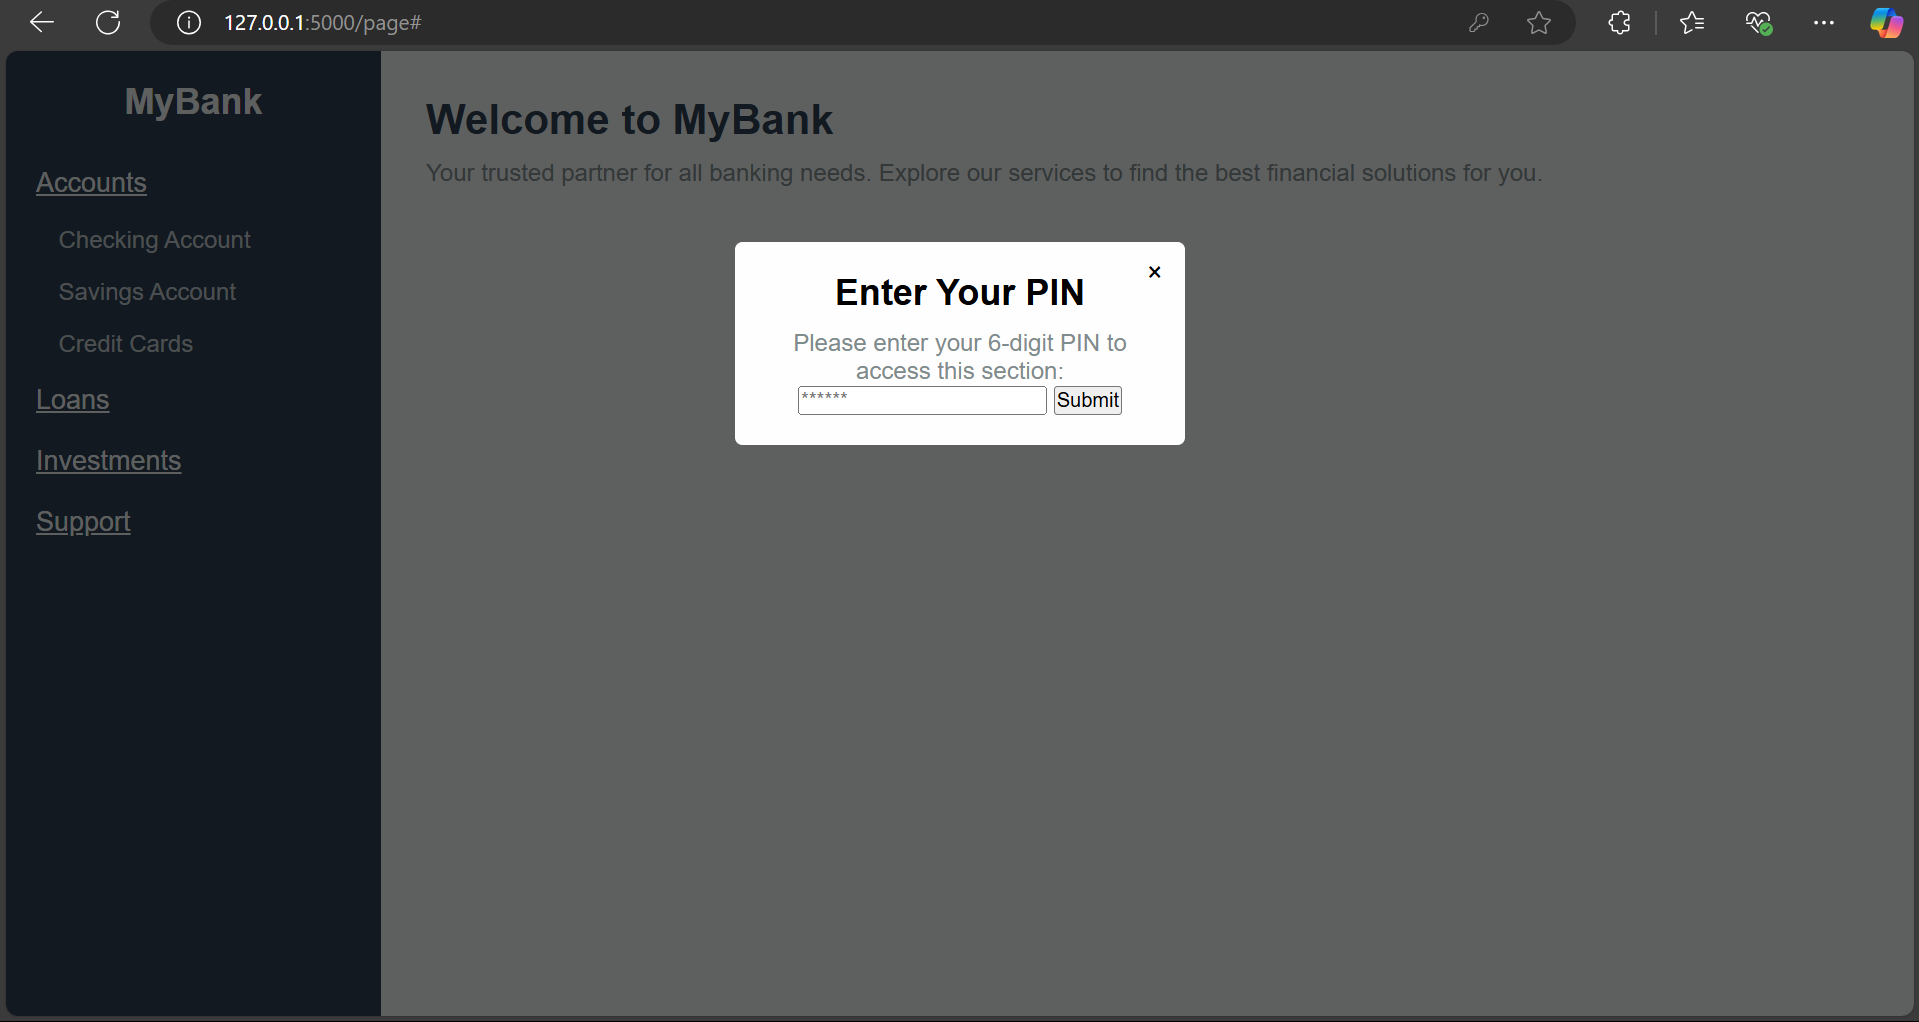 127.0.0.1:5000/page#
MyBank
Accounts
Checking Account
Savings Account
Credit Cards
Loans
Investments
Support
Welcome to MyBank
Your trusted partner for all banking needs. Explore our services to find the best financial solutions for you.
×
Enter Your PIN
Please enter your 6-digit PIN to
access this section:
****** Submit